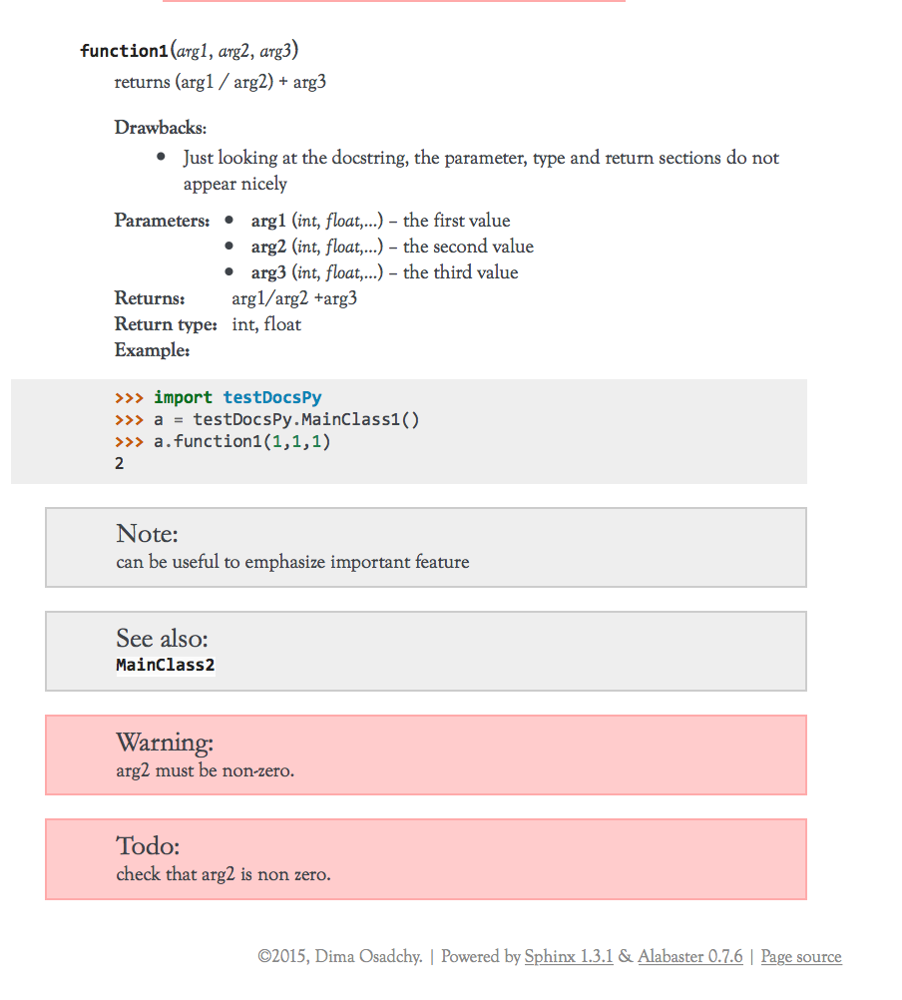 function1(arg1, arg2, arg3)
returns (arg1 / arg2) + arg3
Drawbacks:
• Just looking at the docstring, the parameter, type and return sections do not
appear nicely
Parameters: • arg1 (int, float,...) – the first value
• arg2 (int, float,...) – the second value
• arg3 (int, float,...) – the third value
Returns: arg1/arg2 +arg3
Return type: int, float
Example:
>>> import testDocsPy
>>> a = testDocsPy.MainClass1()
>>> a.function1(1,1,1)
2
Note:
can be useful to emphasize important feature
See also:
MainClass2
Warning:
arg2 must be non-zero.
Todo:
check that arg2 is non zero.
©2015, Dima Osadchy. | Powered by Sphinx 1.3.1 & Alabaster 0.7.6 | Page source